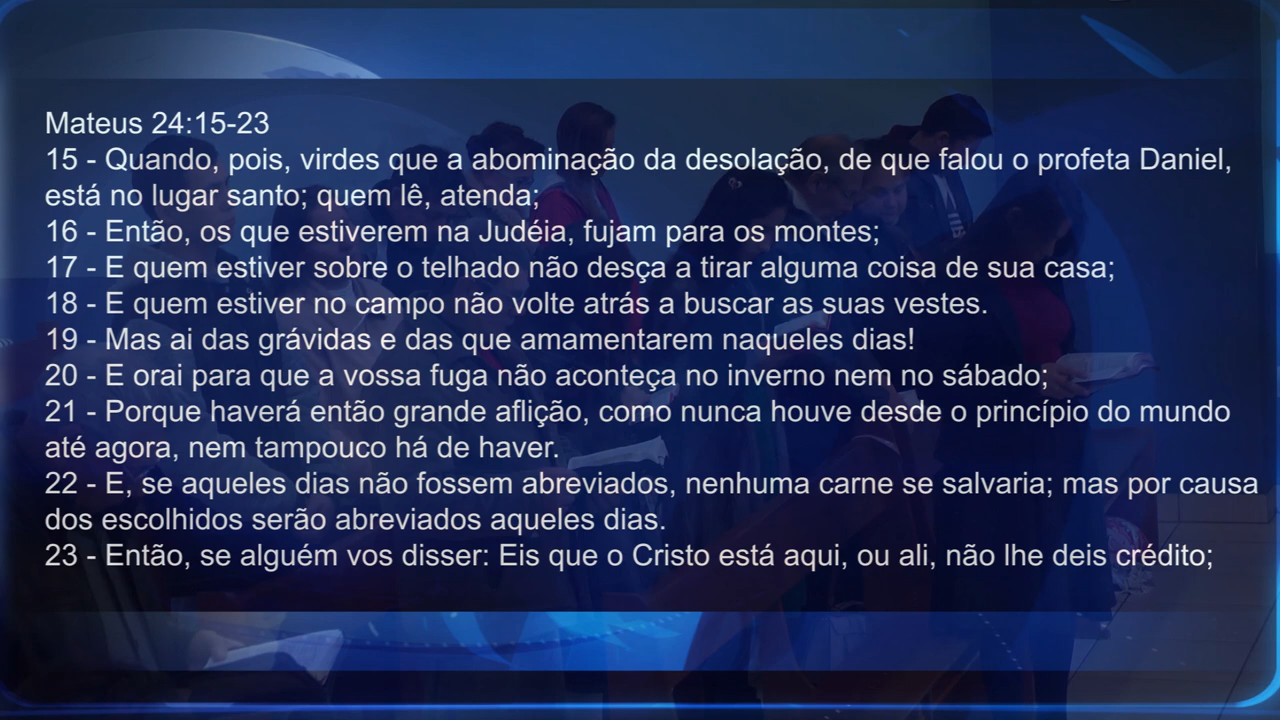 Mateus 24:15-23
15 - Quando, pois, virdes que a abominação da desolação, de que falou o profeta Daniel,
está no lugar santo; quem lê, atenda;
16 - Então, os que estiverem na Judéia, fujam para os montes;
17 - E quem estiver sobre o telhado não desça a tirar alguma coisa de sua casa;
18 - E quem estiver no campo não volte atrás a buscar as suas vestes.
19 - Mas ai das grávidas e das que amamentarem naqueles dias!
20 - E orai para que a vossa fuga não aconteça no inverno nem no sábado;
21 - Porque haverá então grande aflição, como nunca houve desde o princípio do mundo
até agora, nem tampouco há de haver.
22 - E, se aqueles dias não fossem abreviados, nenhuma carne se salvaria; mas por causa
dos escolhidos serão abreviados aqueles dias.
23 - Então, se alguém vos disser: Eis que o Cristo está aqui, ou ali, não lhe deis crédito;